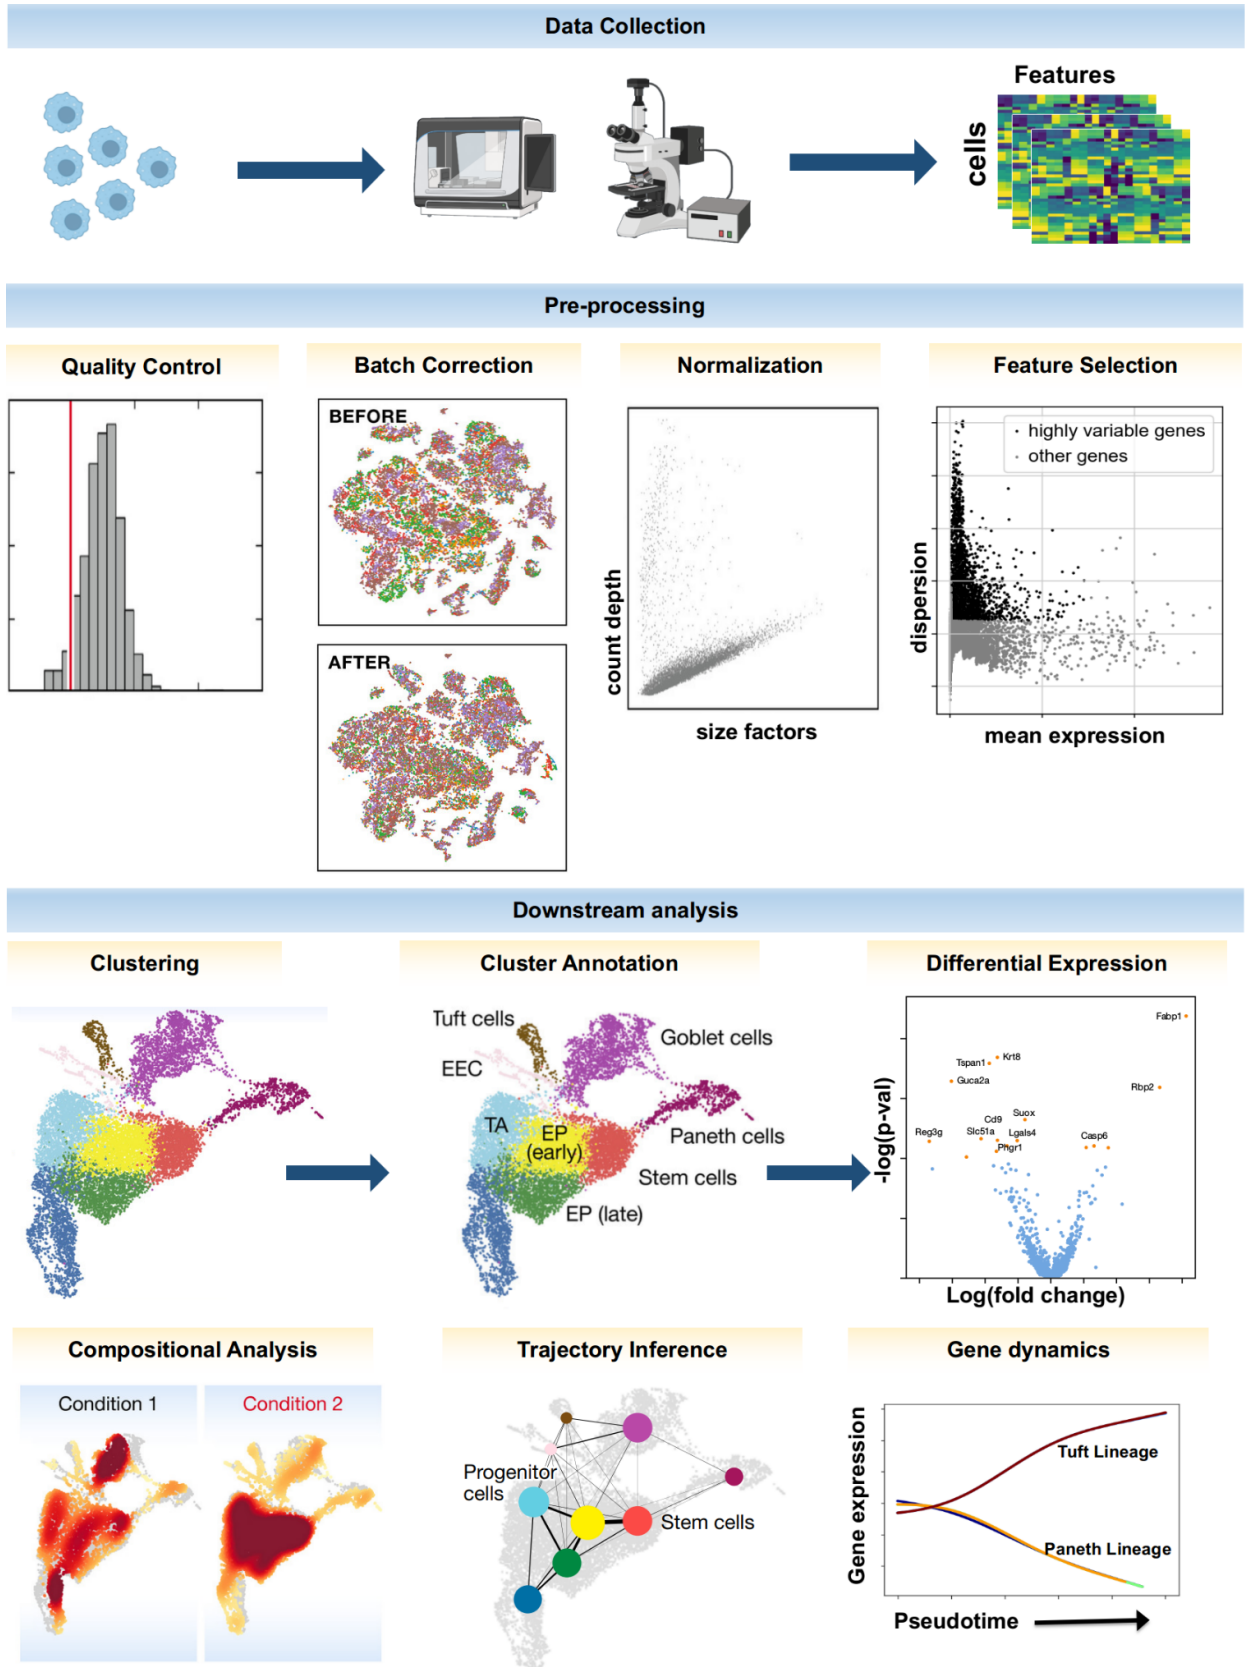 Data Collection
Features
cells
Pre-processing
Quality Control
Batch Correction
Normalization
Feature Selection
BEFORE
AFTER
count depth
size factors
highly variable genes
other genes
dispersion
mean expression
Downstream analysis
Clustering
Cluster Annotation
Differential Expression
Tuft cells
Goblet cells
EEC
TA
EP
(early)
Paneth cells
Stem cells
EP (late)
Fabp1
Krt8
Tspan1
Guca2a
Rbp2
Suox
Cd9
Reg3g
Slc51a
Lgals4
Casp6
Phgr1
-log(p-val)
Log(fold change)
Compositional Analysis
Trajectory Inference
Gene dynamics
Condition 1
Condition 2
Progenitor
cells
Stem cells
Gene expression
Tuft Lineage
Paneth Lineage
Pseudotime